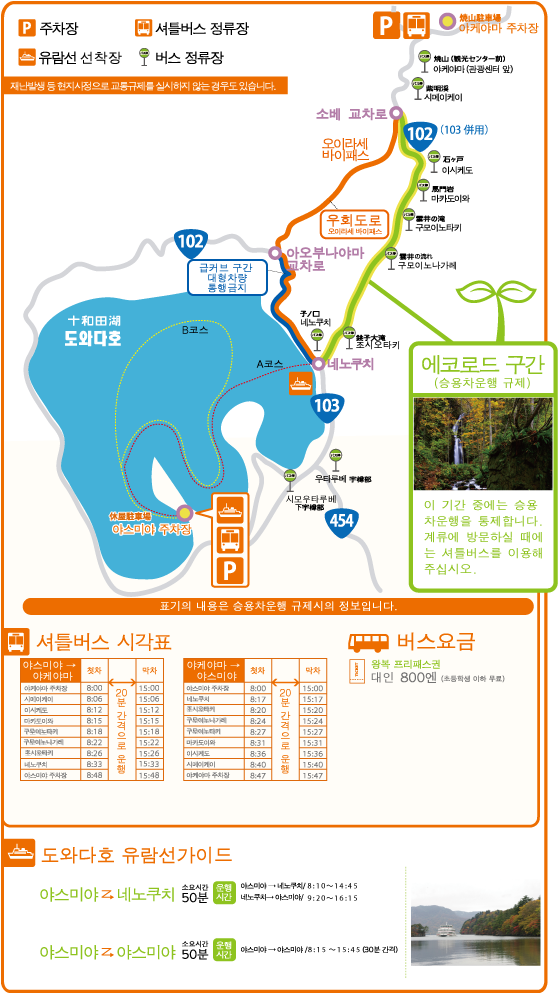 P 주차장
셔틀버스 정류장
유람선 선착장
버스 정류장
재난발생 등 현지사정으로 교통규제를 실시하지 않는 경우도 있습니다.
P
焼山駐車場
아케야마 주차장
焼山(観光センター前)
아케야마 (관광센터 앞)
紫明渓
시메이케이
소베 교차로
102
(103 併用)
오이라세
바이패스
石ヶ戸
이시케도
馬門岩
마카도이와
우회도로
오이라세 바이패스
雲井の滝
구모이노타키
102
아오부나야마
교차로
雲井の流れ
구모이노나가레
급커브 구간
대형차량
통행금지
子ノ口
네노쿠치
銚子大滝
조시오타키
十和田湖
도와다호
B코스
A코스
네노쿠치
103
에코로드 구간
(승용차운행 규제)
우타루베 宇樽部
시모우타루베
下宇樽部
454
休屋駐車場
야스미야 주차장
P
이 기간 중에는 승용
차운행을 통제합니다.
계류에 방문하실 때에
는 셔틀버스를 이용해
주십시오.
표기의 내용은 승용차운행 규제시의 정보입니다.
셔틀버스 시각표
야스미야 → 야케야마 첫차 막차
야케야마 주차장 8:00 15:00
시메이케이 8:06 15:06
이시케도 8:12 15:12
마카도이와 8:15 15:15
구무에노타키 8:18 15:18
구무에누니가레 8:22 15:22
조시오타키 8:26 15:26
네노쿠치 8:33 15:33
야스미야 주차장 8:48 15:48
20분 간격으로 운행
야케야마 → 야스미야 첫차 막차
야스미야 주차장 8:00 15:00
네노쿠치 8:17 15:17
조시오타키 8:20 15:20
구무에누니가레 8:24 15:24
구무에노타키 8:27 15:27
마키도이와 8:31 15:31
이시케도 8:36 15:36
시메이케이 8:40 15:40
야케야마 주차장 8:47 15:47
20분 간격으로 운행
버스요금
왕복 프리패스권
대인 800엔 (초등학생 이하 무료)
도와다호 유람선가이드
야스미야 ⇄ 네노쿠치 소요시간 50분 운행시간
야스미야 → 네노쿠치/ 8:10～14:45
네노쿠치→ 야스미야/ 9:20～16:15
야스미야 ⇄ 야스미야 소요시간 50분 운행시간
야스미야 → 야스미야 /8:15 ～15:45 (30분 간격)